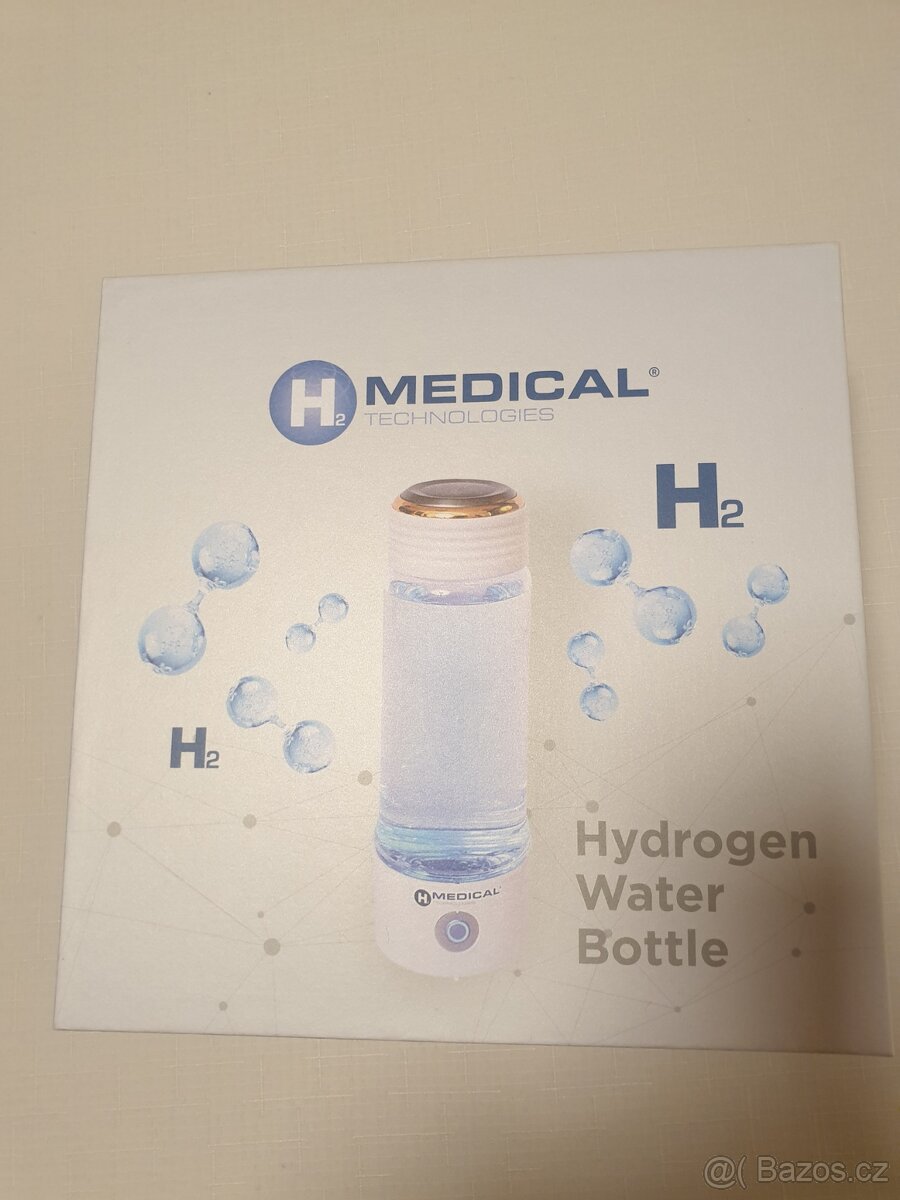 H2 MEDICAL®
TECHNOLOGIES
H2
H2
H MEDICAL
Hydrogen
Water
Bottle
@( Bazos.cz